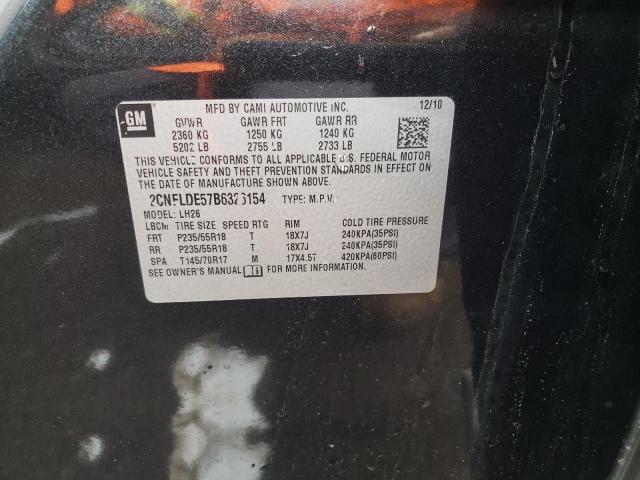 GM
MFD BY CAMI AUTOMOTIVE INC. 12/10
GVWR GAWR FRT GAWR RR
2360 KG 1250 KG 1240 KG
5202 LB 2755 LB 2733 LB
THIS VEHICLE CONFORMS TO ALL APPLICABLE U.S. FEDERAL MOTOR
VEHICLE SAFETY AND BUMPER STANDARDS IN EFFECT ON
THE DATE OF MANUFACTURE SHOWN ABOVE.
TYPE: M.P.V.
MODEL: LH26
TIRE SIZE SPEED RTG RIM COLD TIRE PRESSURE
FRT P235/55R18 T 18X7J 240KPA(35PSI)
RR P235/55R18 T 18X7J 240KPA(35PSI)
SPA T145/70R17 M 17X4.5T 420KPA(60PSI)
SEE OWNER'S MANUAL FOR MORE INFORMATION.